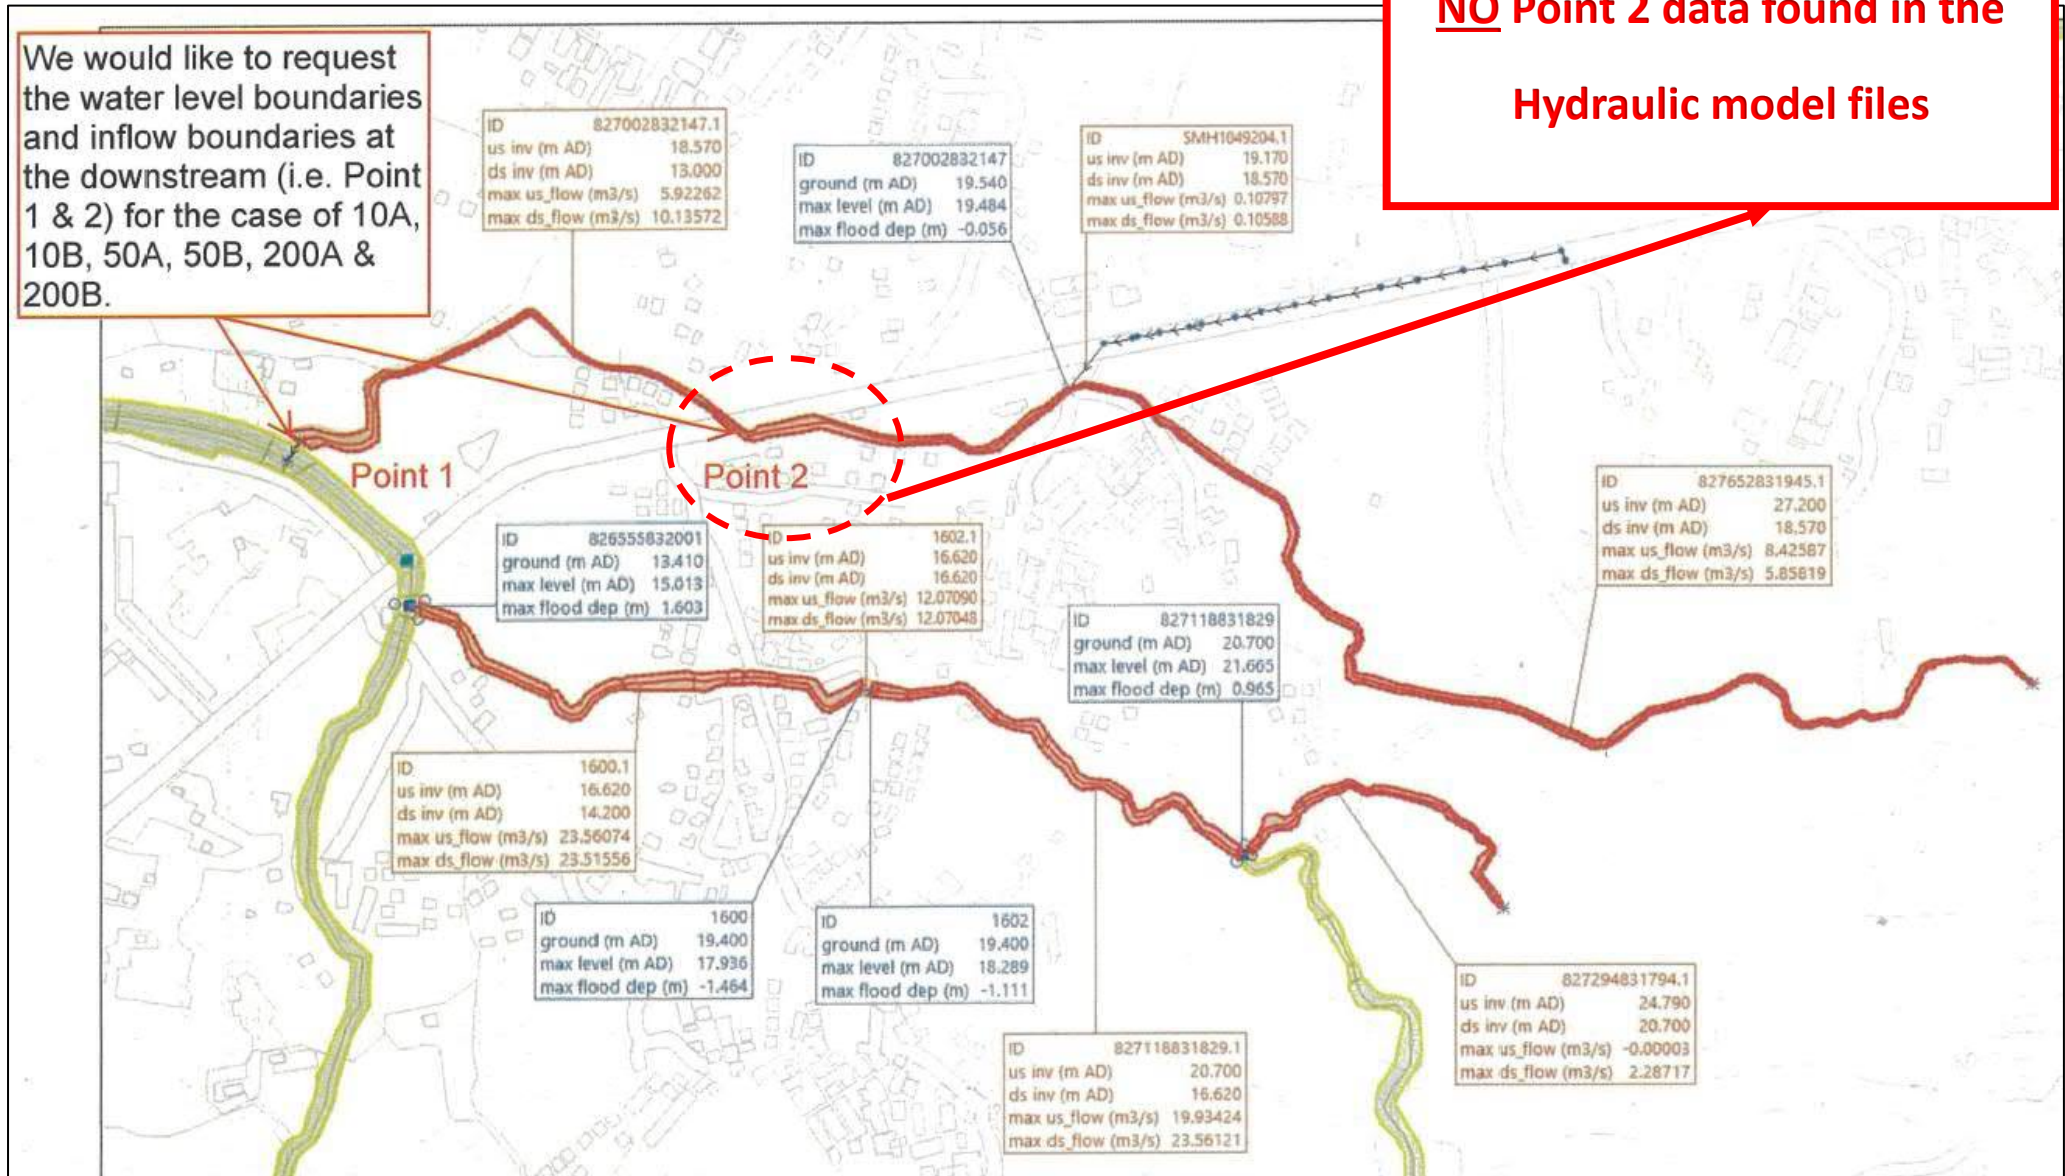 NO Point 2 data found in the
Hydraulic model files
We would like to request
the water level boundaries
and inflow boundaries at
the downstream (i.e. Point
1 & 2) for the case of 10A,
10B, 50A, 50B, 200A &
200B.
ID 827002832147.1
us inv (m AD) 18.570
ds inv (m AD) 13.000
max us_flow (m3/s) 5.92262
max ds_flow (m3/s) 10.13572
ID 827002832147
ground (m AD) 19.540
max level (m AD) 19.484
max flood dep (m) -0.056
ID SMH1049204.1
us inv (m AD) 19.170
ds inv (m AD) 18.570
max us_flow (m3/s) 0.10797
max ds_flow (m3/s) 0.10588
Point 1
Point 2
ID 827652831945.1
us inv (m AD) 27.200
ds inv (m AD) 18.570
max us_flow (m3/s) 8.42587
max ds_flow (m3/s) 5.85819
ID 826555832001
ground (m AD) 13.410
max level (m AD) 15.013
max flood dep (m) 1.603
ID 1602.1
us inv (m AD) 16.620
ds inv (m AD) 16.620
max us_flow (m3/s) 12.07090
max ds_flow (m3/s) 12.07048
ID 827118831829
ground (m AD) 20.700
max level (m AD) 21.665
max flood dep (m) 0.965
ID 1600.1
us inv (m AD) 16.620
ds inv (m AD) 14.200
max us_flow (m3/s) 23.56074
max ds_flow (m3/s) 23.51556
ID 1600
ground (m AD) 19.400
max level (m AD) 17.936
max flood dep (m) -1.464
ID 1602
ground (m AD) 19.400
max level (m AD) 18.289
max flood dep (m) -1.111
ID 827294831794.1
us inv (m AD) 24.790
ds inv (m AD) 20.700
max us_flow (m3/s) -0.00003
max ds_flow (m3/s) 2.28717
ID 827118831829.1
us inv (m AD) 20.700
ds inv (m AD) 16.620
max us_flow (m3/s) 19.93424
max ds_flow (m3/s) 23.56121